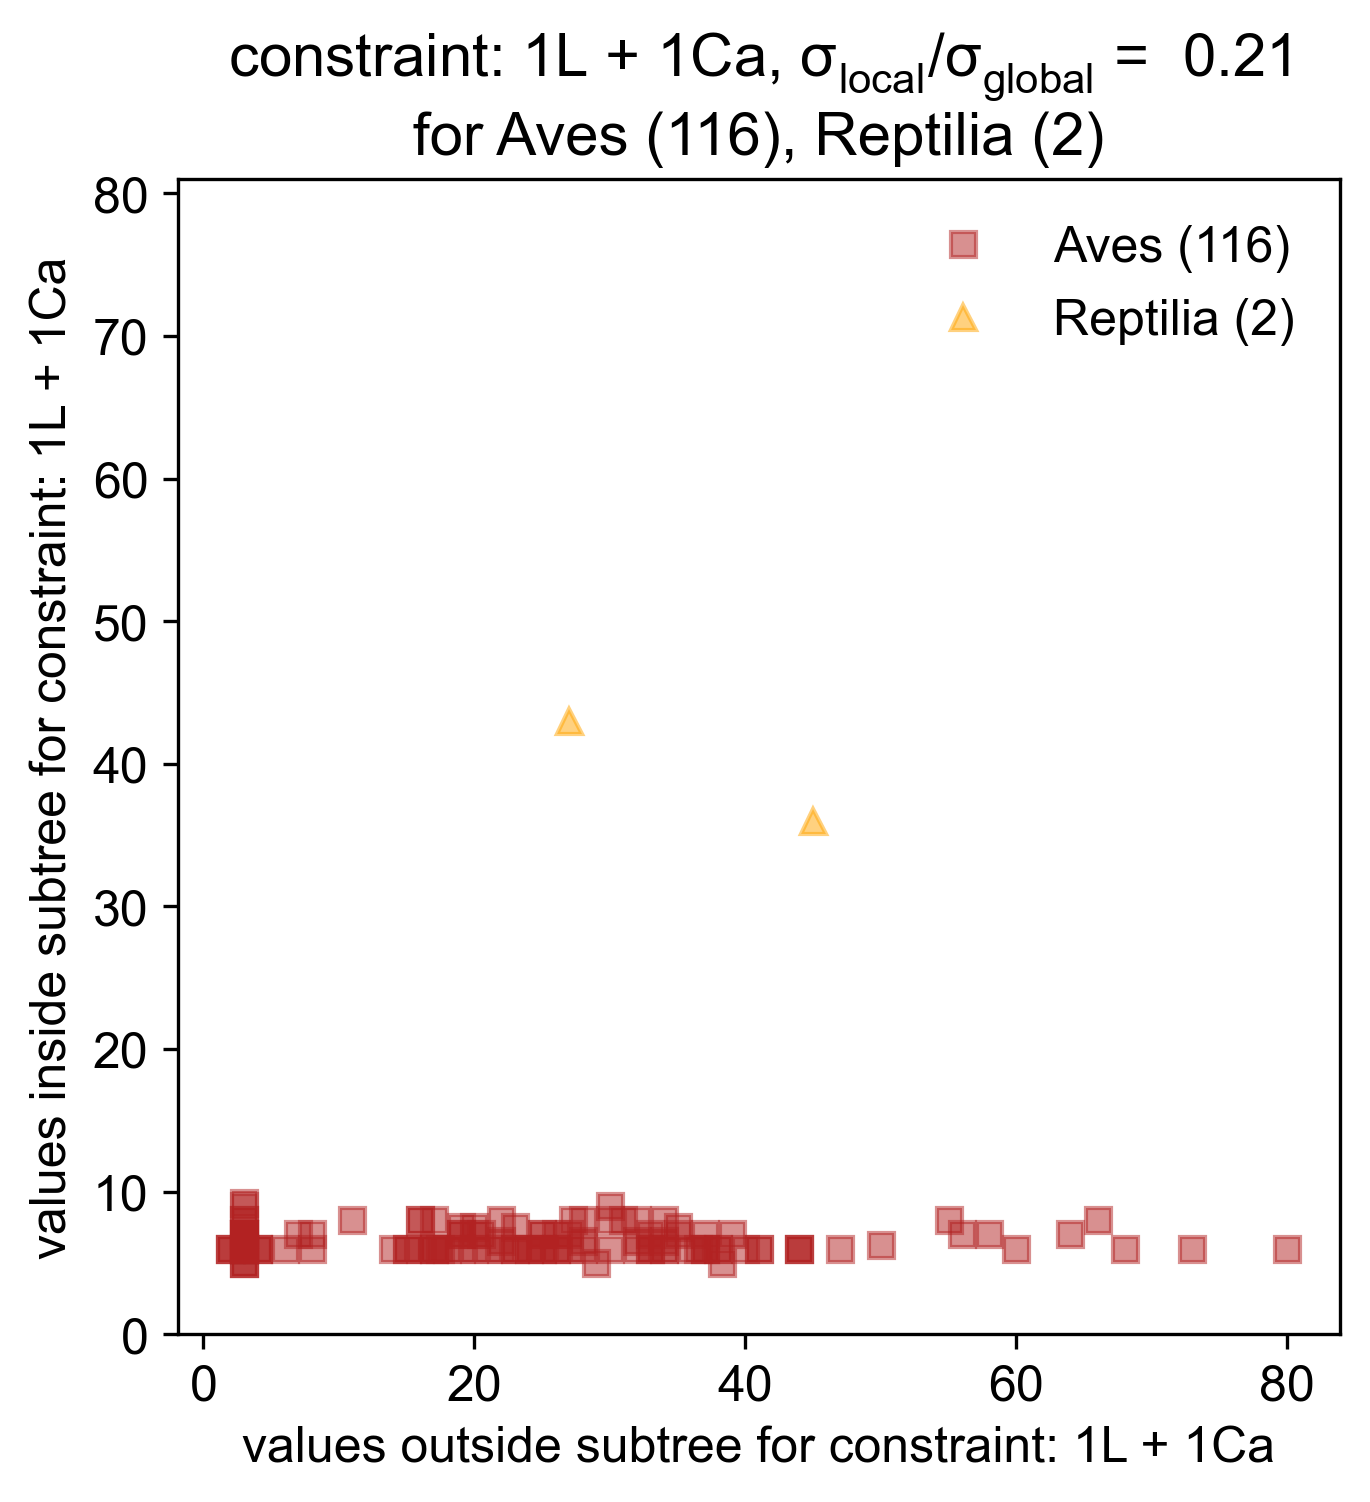 constraint: 1L + 1Ca, σlocal/σglobal = 0.21
for Aves (116), Reptilia (2)
Aves (116)
Reptilia (2)
80
70
60
50
40
30
20
10
0
values inside subtree for constraint: 1L + 1Ca
0 20 40 60 80
values outside subtree for constraint: 1L + 1Ca